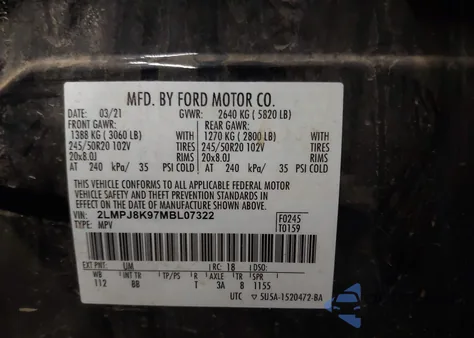 MFD. BY FORD MOTOR CO.
DATE: 03/21 GVWR: 2640 KG ( 5820 LB)
FRONT GAWR: REAR GAWR:
1388 KG ( 3060 LB) WITH 1270 KG ( 2800 LB) WITH
245/50R20 102V TIRES 245/50R20 102V TIRES
20x8.0J RIMS 20x8.0J RIMS
AT 240 kPa/ 35 PSI COLD AT 240 kPa/ 35 PSI COLD
THIS VEHICLE CONFORMS TO ALL APPLICABLE FEDERAL MOTOR
VEHICLE SAFETY AND THEFT PREVENTION STANDARDS IN
EFFECT ON THE DATE OF MANUFACTURE SHOWN ABOVE.
VIN: 2LMPJ8K97MBL07322 F0245
TYPE: MPV T0159
EXT PNT: UM RC: 18 DSO:
WB INT TR TP/PS R AXLE TR SPR
112 BB T 3A 8 1155
UTC 5U5A-1520472-BA